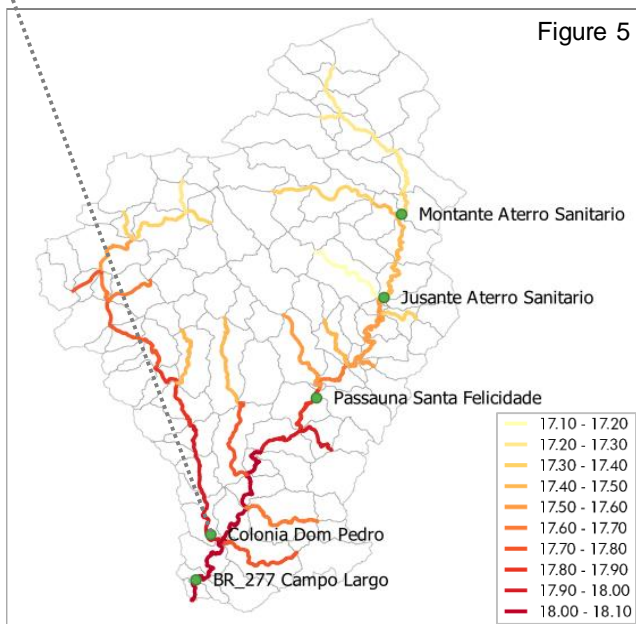 Figure 5
Montante Aterro Sanitario
Jusante Aterro Sanitario
Passauna Santa Felicidade
Colonia Dom Pedro
BR_277 Campo Largo
17.10 - 17.20
17.20 - 17.30
17.30 - 17.40
17.40 - 17.50
17.50 - 17.60
17.60 - 17.70
17.70 - 17.80
17.80 - 17.90
17.90 - 18.00
18.00 - 18.10